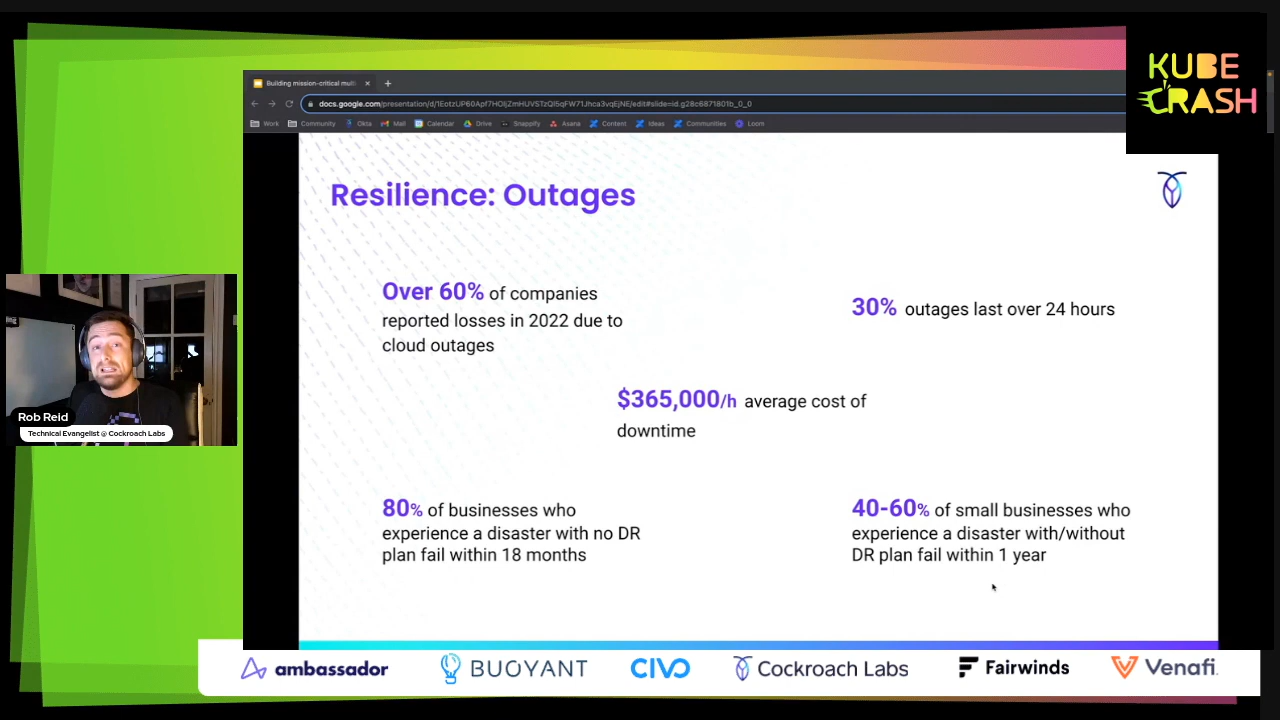 KUBE
CRASH
Building mission-critical mult
docs.google.com/presentation/d/1EotzUP60Apf7HOIjZmHUVSTzQI5qFW71Jhca3vqEjNE/edit#slide=id.g28c6871801b_0_0
Work Community Okta Mail Calendar Drive Snappify Asana Content Ideas Communities Loom
Resilience: Outages
Over 60% of companies
reported losses in 2022 due to
cloud outages
30% outages last over 24 hours
$365,000/h average cost of
downtime
80% of businesses who
experience a disaster with no DR
plan fail within 18 months
40-60% of small businesses who
experience a disaster with/without
DR plan fail within 1 year
Rob Reid
Technical Evangelist @ Cockroach Labs
ambassador BUOYANT CIVO Cockroach Labs Fairwinds Venafi